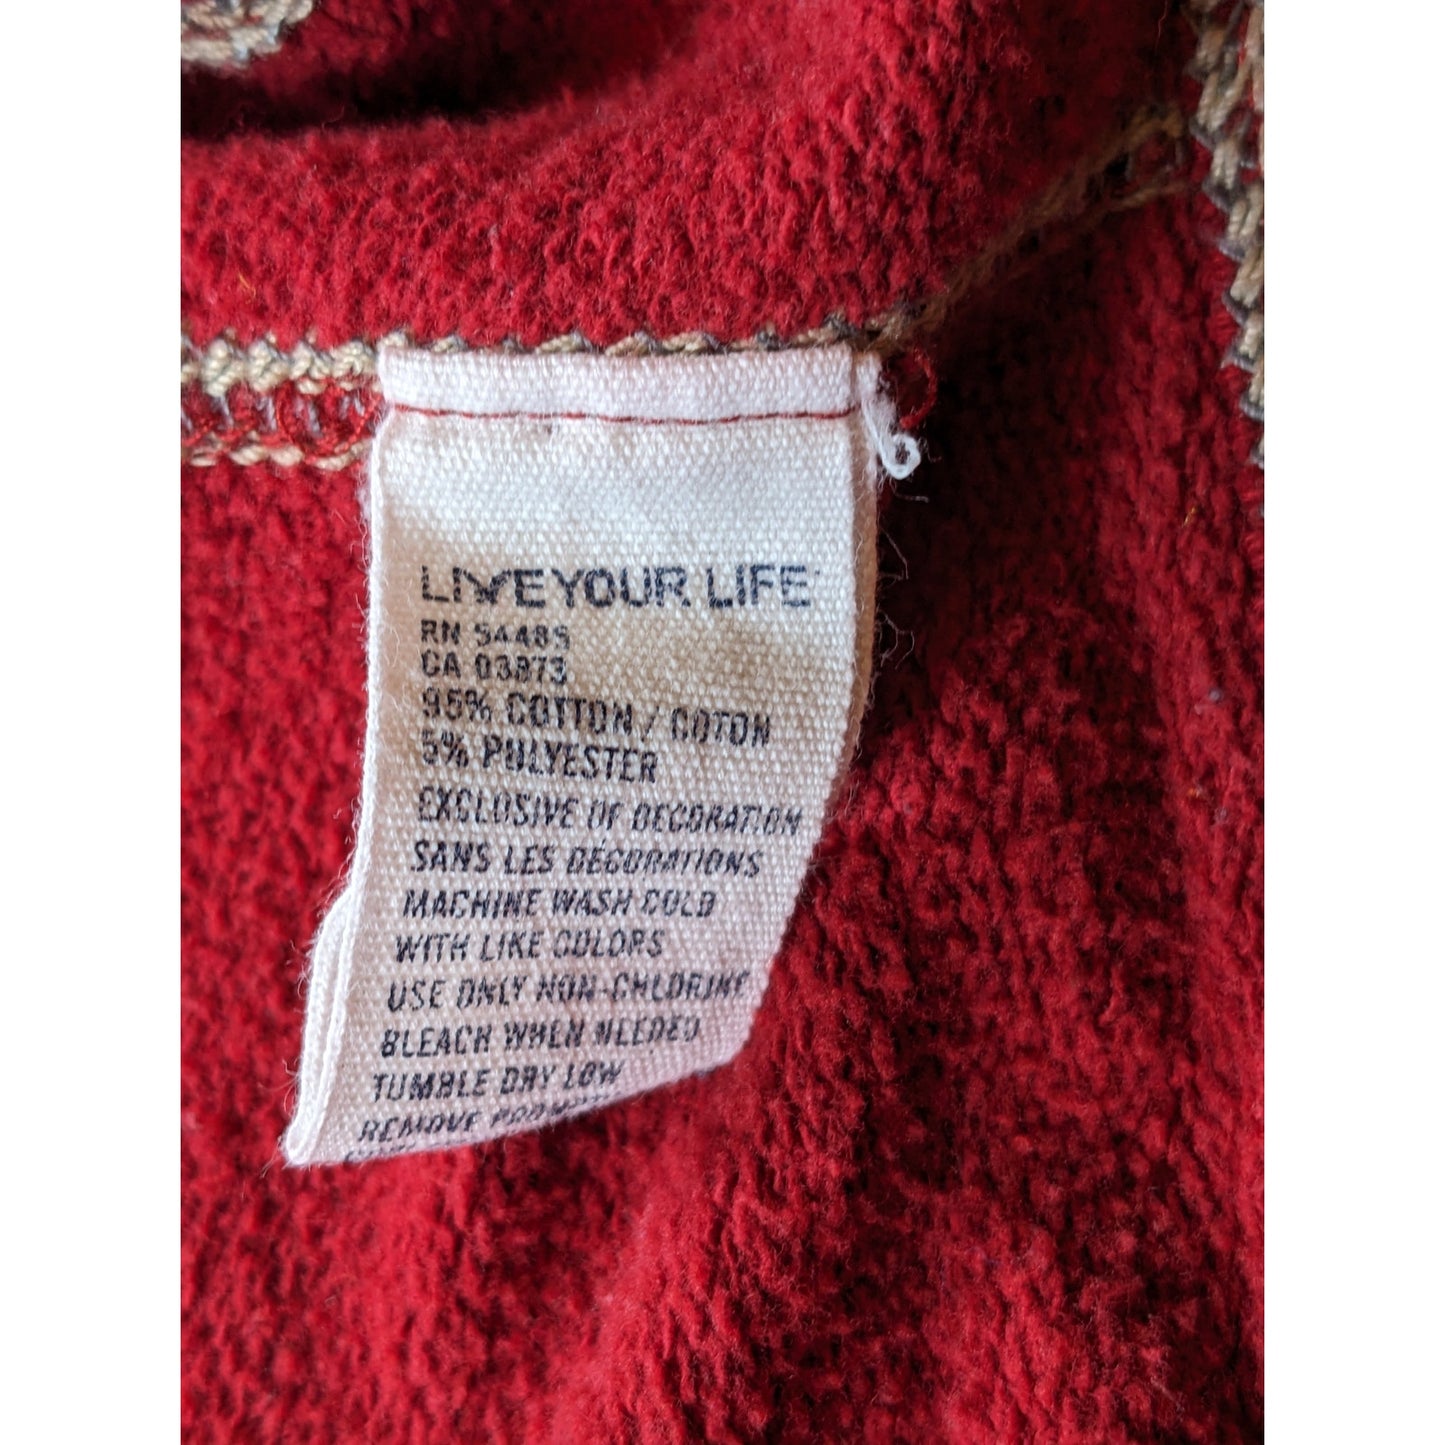 LIVE YOUR LIFE
RN 54485
CA 03873
95% COTTON / COTON
5% POLYESTER
EXCLUSIVE OF DECORATION
SANS LES DÉCORATIONS
MACHINE WASH COLD
WITH LIKE COLORS
USE ONLY NON-CHLORINE
BLEACH WHEN NEEDED
TUMBLE DRY LOW
REMOVE